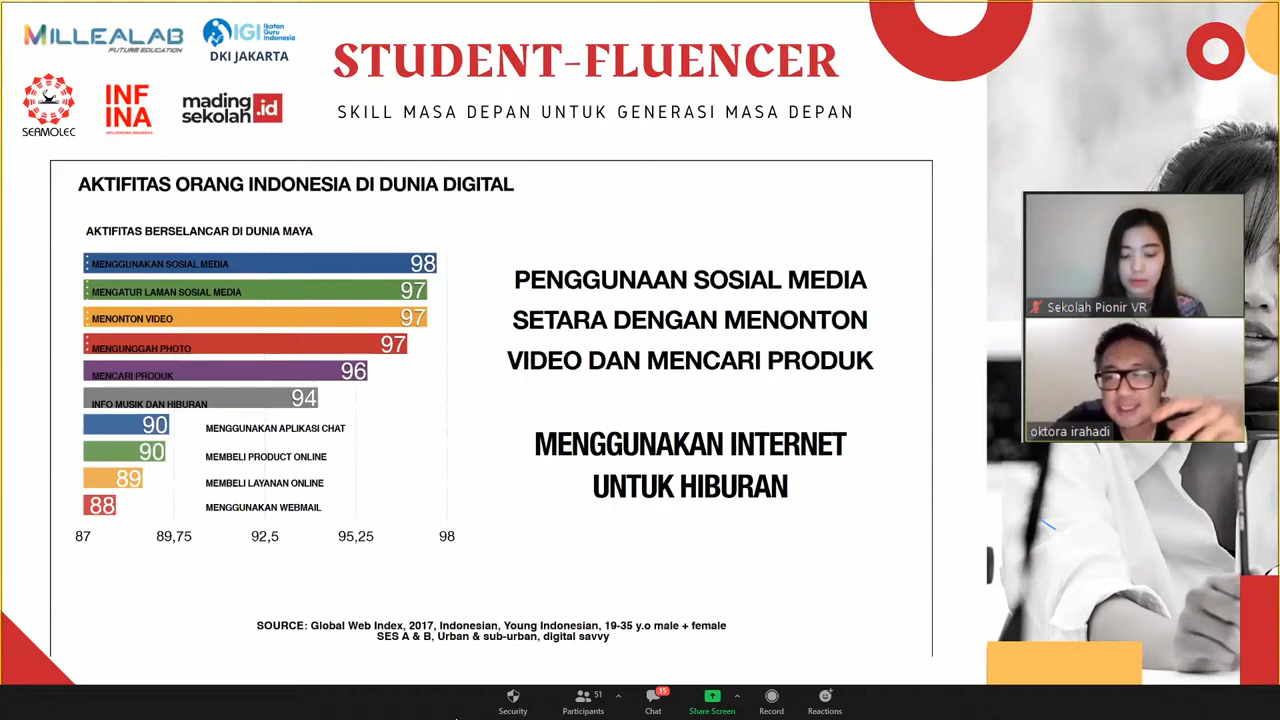 MILLEALAB
FUTURE EDUCATION
IGI
Ikatan
Guru
Indonesia
DKI JAKARTA
SEAMOLEC
INF
INA
INFLUENCER INDONESIA
mading
sekolah
.id
STUDENT-FLUENCER
SKILL MASA DEPAN UNTUK GENERASI MASA DEPAN
AKTIFITAS ORANG INDONESIA DI DUNIA DIGITAL
AKTIFITAS BERSELANCAR DI DUNIA MAYA
MENGGUNAKAN SOSIAL MEDIA 98
MENGATUR LAMAN SOSIAL MEDIA 97
MENONTON VIDEO 97
MENGUNGGAH PHOTO 97
MENCARI PRODUK 96
INFO MUSIK DAN HIBURAN 94
90 MENGGUNAKAN APLIKASI CHAT
90 MEMBELI PRODUCT ONLINE
89 MEMBELI LAYANAN ONLINE
88 MENGGUNAKAN WEBMAIL
87 89,75 92,5 95,25 98
PENGGUNAAN SOSIAL MEDIA
SETARA DENGAN MENONTON
VIDEO DAN MENCARI PRODUK
MENGGUNAKAN INTERNET
UNTUK HIBURAN
SOURCE: Global Web Index, 2017, Indonesian, Young Indonesian, 19-35 y.o male + female
SES A & B, Urban & sub-urban, digital savvy
Sekolah Pionir VR
oktora irahadi
Security
Participants 51
Chat 15
Share Screen
Record
Reactions